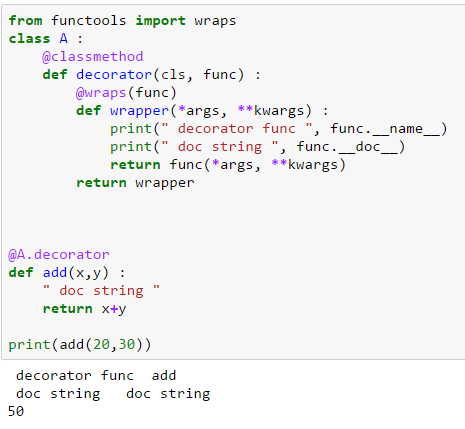 from functools import wraps
class A :
    @classmethod
    def decorator(cls, func) :
        @wraps(func)
        def wrapper(*args, **kwargs) :
            print(" decorator func ", func.__name__)
            print(" doc string ", func.__doc__)
            return func(*args, **kwargs)
        return wrapper
@A.decorator
def add(x,y) :
    " doc string "
    return x+y
print(add(20,30))
 decorator func  add
 doc string   doc string
50